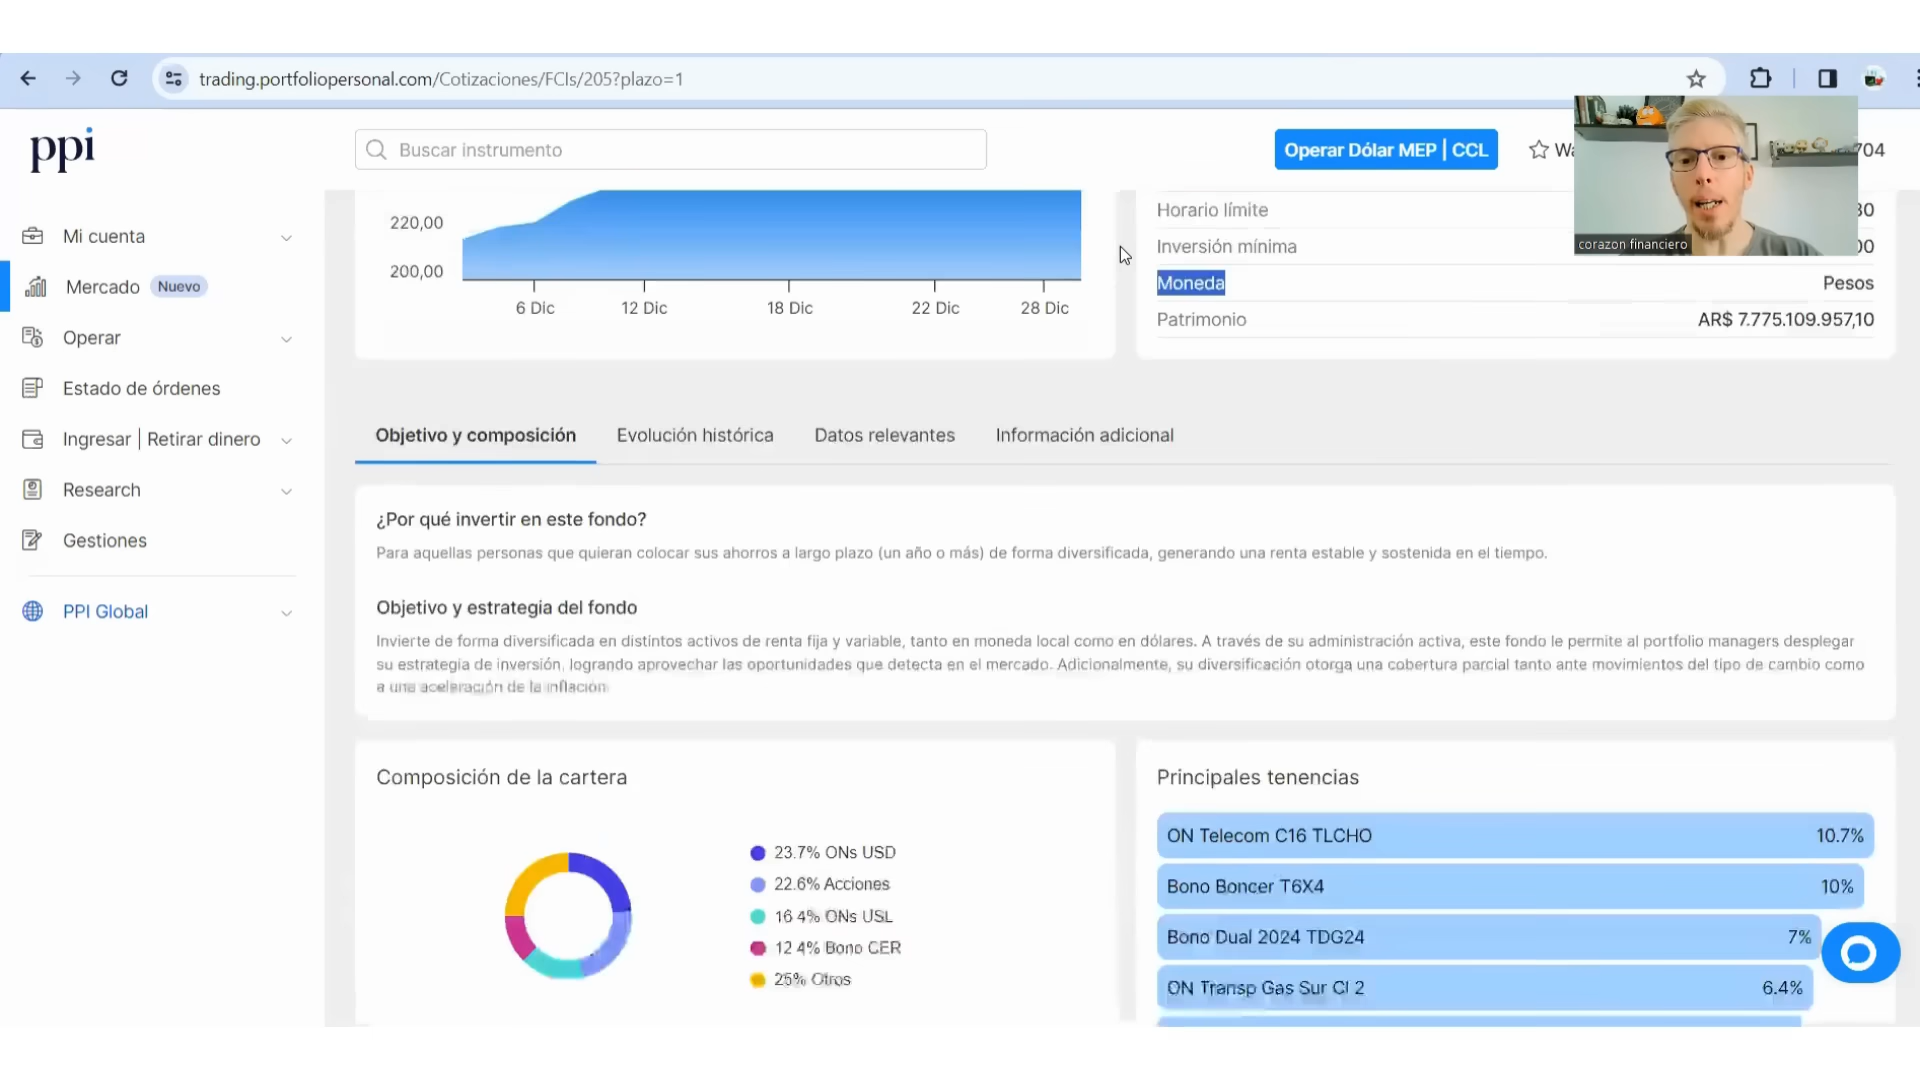 trading.portfoliopersonal.com/Cotizaciones/FCIs/205?plazo=1
ppi
Buscar instrumento
Operar Dólar MEP | CCL
704
corazon financiero
Mi cuenta
Mercado Nuevo
Operar
Estado de órdenes
Ingresar | Retirar dinero
Research
Gestiones
PPI Global
220,00
200,00
6 Dic 12 Dic 18 Dic 22 Dic 28 Dic
Horario límite
Inversión mínima
Moneda Pesos
Patrimonio AR$ 7.775.109.957,10
Objetivo y composición Evolución histórica Datos relevantes Información adicional
¿Por qué invertir en este fondo?
Para aquellas personas que quieran colocar sus ahorros a largo plazo (un año o más) de forma diversificada, generando una renta estable y sostenida en el tiempo.
Objetivo y estrategia del fondo
Invierte de forma diversificada en distintos activos de renta fija y variable, tanto en moneda local como en dólares. A través de su administración activa, este fondo le permite al portfolio managers desplegar
su estrategia de inversión, logrando aprovechar las oportunidades que detecta en el mercado. Adicionalmente, su diversificación otorga una cobertura parcial tanto ante movimientos del tipo de cambio como
a una aceleración de la inflación
Composición de la cartera
23.7% ONs USD
22.6% Acciones
16.4% ONs USL
12.4% Bono CER
25% Otros
Principales tenencias
ON Telecom C16 TLCHO 10.7%
Bono Boncer T6X4 10%
Bono Dual 2024 TDG24 7%
ON Transp Gas Sur Cl 2 6.4%